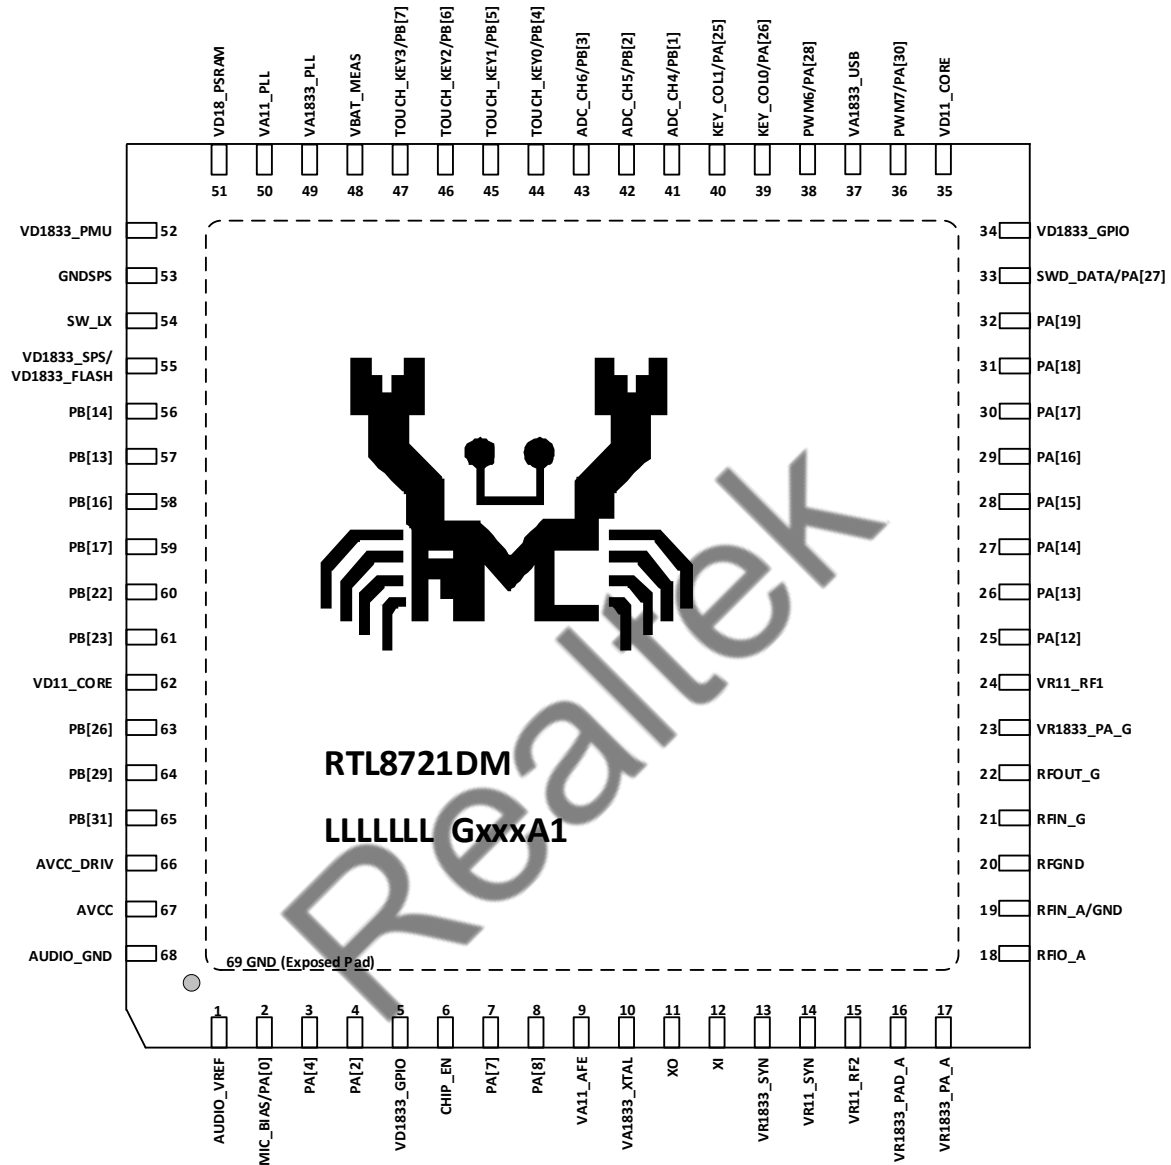 VD18_PSRAM
VA11_PLL
VA1833_PLL
VBAT_MEAS
TOUCH_KEY3/PB[7]
TOUCH_KEY2/PB[6]
TOUCH_KEY1/PB[5]
TOUCH_KEY0/PB[4]
ADC_CH6/PB[3]
ADC_CH5/PB[2]
ADC_CH4/PB[1]
KEY_COL1/PA[25]
KEY_COL0/PA[26]
PWM6/PA[28]
VA1833_USB
PWM7/PA[30]
VD11_CORE
51 50 49 48 47 46 45 44 43 42 41 40 39 38 37 36 35
VD1833_PMU 52
GNDSPS 53
SW_LX 54
VD1833_SPS/
VD1833_FLASH 55
PB[14] 56
PB[13] 57
PB[16] 58
PB[17] 59
PB[22] 60
PB[23] 61
VD11_CORE 62
PB[26] 63
PB[29] 64
PB[31] 65
AVCC_DRIV 66
AVCC 67
AUDIO_GND 68
34 VD1833_GPIO
33 SWD_DATA/PA[27]
32 PA[19]
31 PA[18]
30 PA[17]
29 PA[16]
28 PA[15]
27 PA[14]
26 PA[13]
25 PA[12]
24 VR11_RF1
23 VR1833_PA_G
22 RFOUT_G
21 RFIN_G
20 RFGND
19 RFIN_A/GND
18 RFIO_A
RTL8721DM
LLLLLLL GxxxA1
Realtek
69 GND (Exposed Pad)
1 2 3 4 5 6 7 8 9 10 11 12 13 14 15 16 17
AUDIO_VREF
MIC_BIAS/PA[0]
PA[4]
PA[2]
VD1833_GPIO
CHIP_EN
PA[7]
PA[8]
VA11_AFE
VA1833_XTAL
XO
XI
VR1833_SYN
VR11_SYN
VR11_RF2
VR1833_PAD_A
VR1833_PA_A